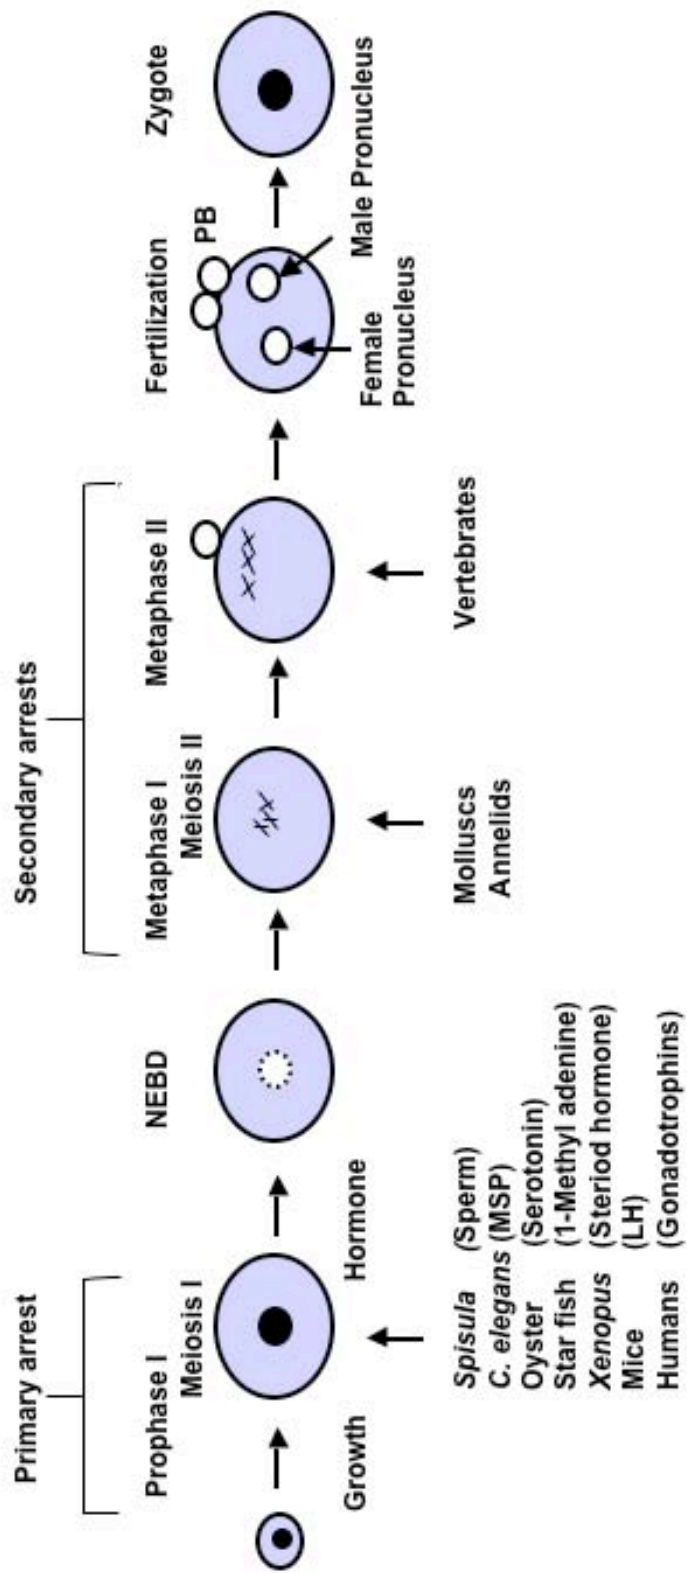 Primary arrest
Secondary arrests
Prophase I
Meiosis I
NEBD
Metaphase I
Meiosis II
Metaphase II
Fertilization
PB
Zygote
Growth
Hormone
Female
Pronucleus
Male Pronucleus
Spisula (Sperm)
C. elegans (MSP)
Oyster (Serotonin)
Star fish (1-Methyl adenine)
Xenopus (Steriod hormone)
Mice (LH)
Humans (Gonadotrophins)
Molluscs
Annelids
Vertebrates